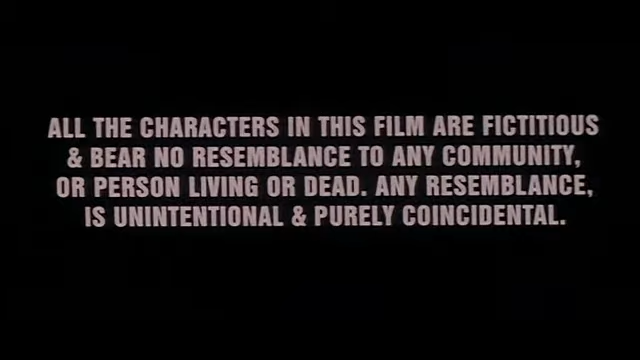 ALL THE CHARACTERS IN THIS FILM ARE FICTITIOUS
& BEAR NO RESEMBLANCE TO ANY COMMUNITY,
OR PERSON LIVING OR DEAD. ANY RESEMBLANCE,
IS UNINTENTIONAL & PURELY COINCIDENTAL.